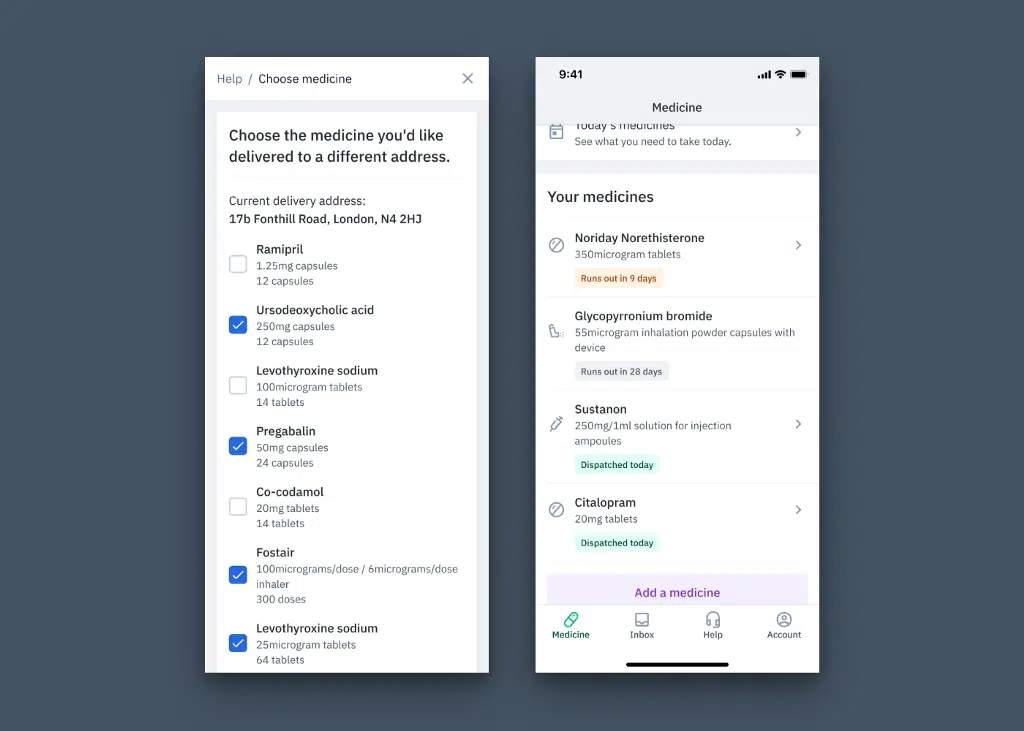 Help / Choose medicine
Choose the medicine you'd like
delivered to a different address.
Current delivery address:
17b Fonthill Road, London, N4 2HJ
Ramipril
1.25mg capsules
12 capsules
Ursodeoxycholic acid
250mg capsules
12 capsules
Levothyroxine sodium
100microgram tablets
14 tablets
Pregabalin
50mg capsules
24 capsules
Co-codamol
20mg tablets
14 tablets
Fostair
100micrograms/dose / 6micrograms/dose
inhaler
300 doses
Levothyroxine sodium
25microgram tablets
64 tablets
9:41
Medicine
Today's medicines
See what you need to take today.
Your medicines
Noriday Norethisterone
350microgram tablets
Runs out in 9 days
Glycopyrronium bromide
55microgram inhalation powder capsules with
device
Runs out in 28 days
Sustanon
250mg/1ml solution for injection
ampoules
Dispatched today
Citalopram
20mg tablets
Dispatched today
Add a medicine
Medicine
Inbox
Help
Account